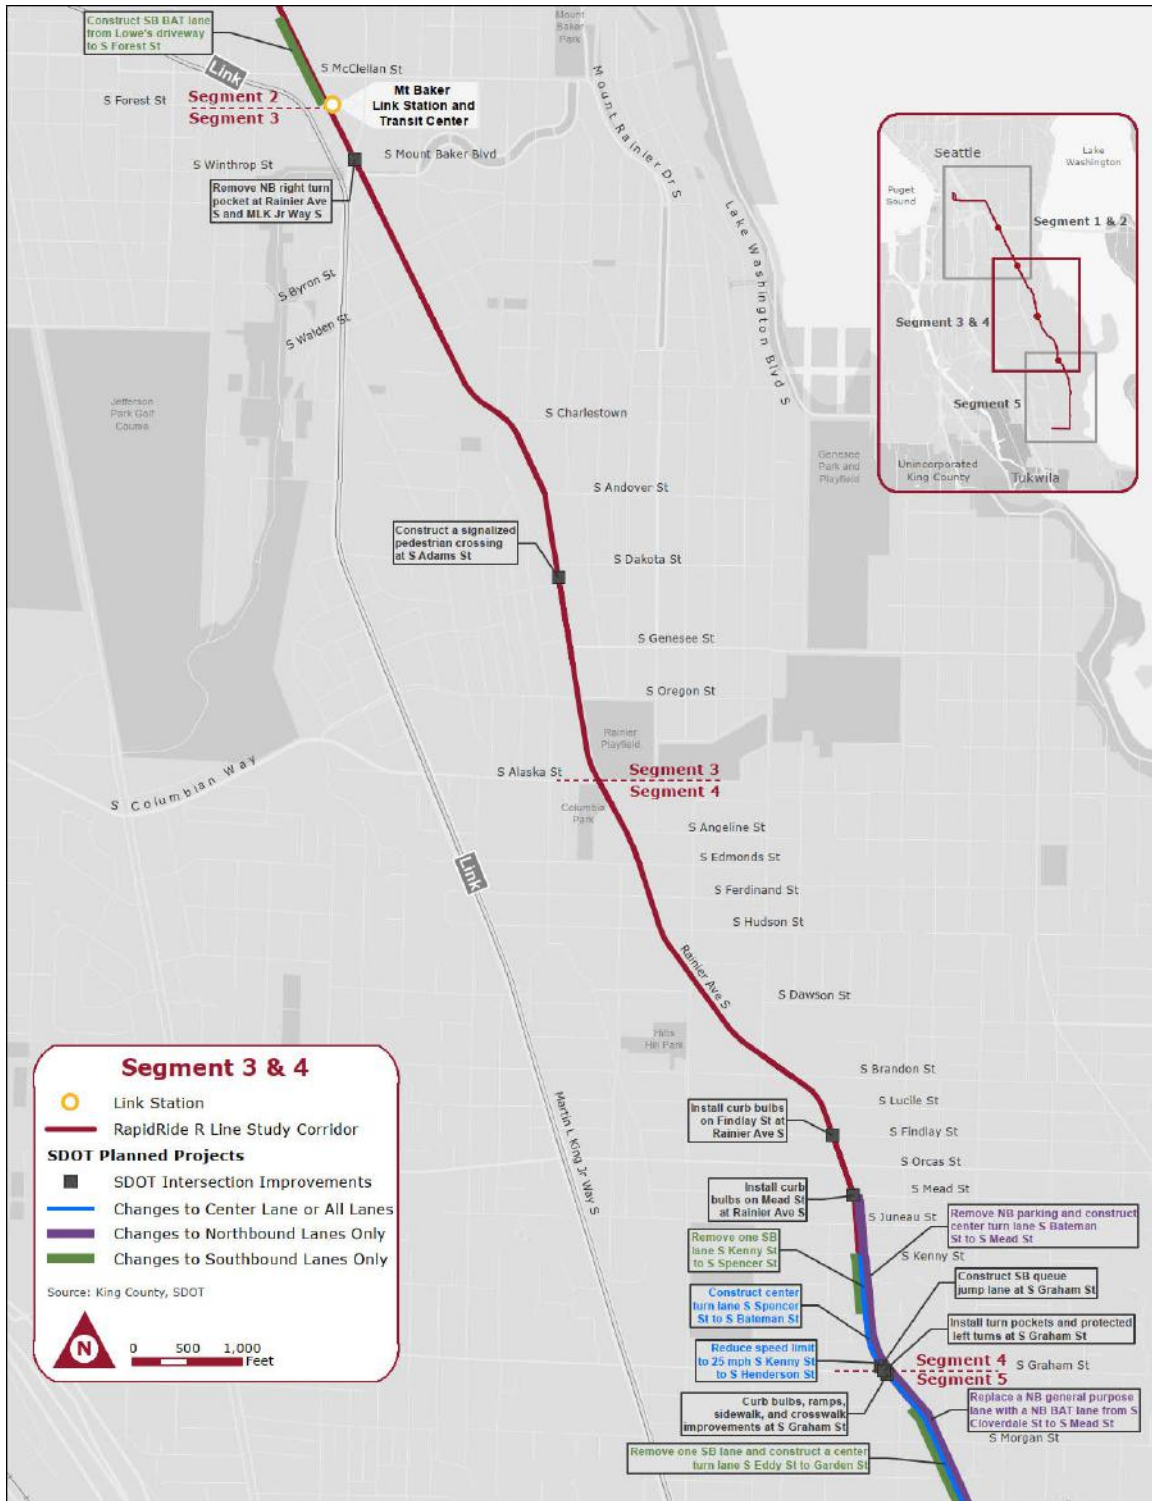 Construct SB BAT lane
from Lowe's driveway
to S Forest St
Link
S McClellan St
Mount
Baker
Park
S Forest St
Segment 2
Segment 3
Mt Baker
Link Station and
Transit Center
Mount Rainier Dr S
S Winthrop St
S Mount Baker Blvd
Remove NB right turn
pocket at Rainier Ave
S and MLK Jr Way S
Lake Washington Blvd S
S Byron St
S Walden St
Seattle
Lake
Washington
Puget
Sound
Segment 1 & 2
Segment 3 & 4
Segment 5
Unincorporated
King County
Tukwila
Jefferson
Park Golf
S Charlestown
Genesee
Park and
Playfield
S Andover St
Construct a signalized
pedestrian crossing
at S Adams St
S Dakota St
S Genesee St
S Oregon St
Rainier
Playfield
S Alaska St
Segment 3
Segment 4
S Columbian Way
Columbia
Park
S Angeline St
S Edmonds St
Link
S Ferdinand St
S Hudson St
Rainier Ave S
S Dawson St
Hitts
Hill Park
S Brandon St
Martin L King Jr Way S
S Lucile St
Install curb bulbs
on Findlay St at
Rainier Ave S
S Findlay St
S Orcas St
Install curb
bulbs on Mead St
at Rainier Ave S
S Mead St
S Juneau St
Remove NB parking and construct
center turn lane S Bateman
St to S Mead St
Remove one SB
lane S Kenny St
to S Spencer St
S Kenny St
Construct SB queue
jump lane at S Graham St
Construct center
turn lane S Spencer
St to S Bateman St
Install turn pockets and protected
left turns at S Graham St
Reduce speed limit
to 25 mph S Kenny St
to S Henderson St
Segment 4
Segment 5
S Graham St
Curb bulbs, ramps,
sidewalk, and crosswalk
improvements at S Graham St
Replace a NB general purpose
lane with a NB BAT lane from S
Cloverdale St to S Mead St
S Morgan St
Remove one SB lane and construct a center
turn lane S Eddy St to Garden St
Segment 3 & 4
Link Station
RapidRide R Line Study Corridor
SDOT Planned Projects
SDOT Intersection Improvements
Changes to Center Lane or All Lanes
Changes to Northbound Lanes Only
Changes to Southbound Lanes Only
Source: King County, SDOT
N
0 500 1,000
Feet